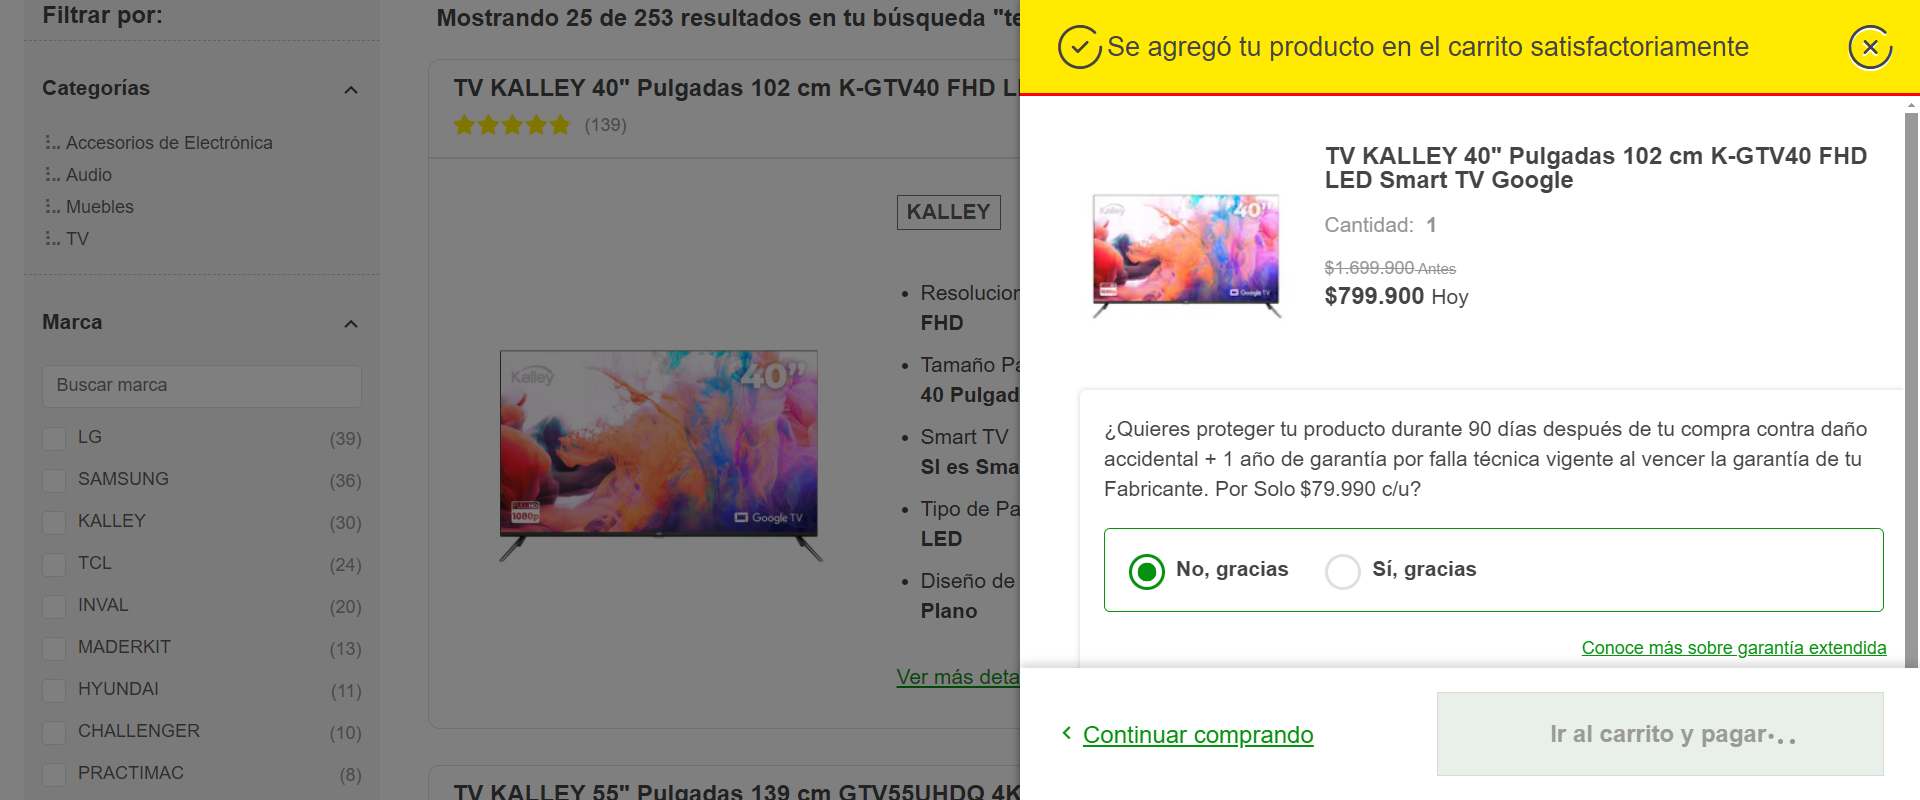 Filtrar por:
Categorías
Accesorios de Electrónica
Audio
Muebles
TV
Marca
Buscar marca
LG (39)
SAMSUNG (36)
KALLEY (30)
TCL (24)
INVAL (20)
MADERKIT (13)
HYUNDAI (11)
CHALLENGER (10)
PRACTIMAC (8)
Mostrando 25 de 253 resultados en tu búsqueda "te
TV KALLEY 40" Pulgadas 102 cm K-GTV40 FHD L
(139)
Kalley
40”
FULL HD
1080p
Google TV
KALLEY
Resolucion
FHD
Tamaño Pa
40 Pulgad
Smart TV
SI es Sma
Tipo de Pa
LED
Diseño de
Plano
Ver más deta
TV KALLEY 55" Pulgadas 139 cm GTV55UHDQ 4K
Se agregó tu producto en el carrito satisfactoriamente
Kalley
40”
1080p
Google TV
TV KALLEY 40" Pulgadas 102 cm K-GTV40 FHD
LED Smart TV Google
Cantidad: 1
$1.699.900 Antes
$799.900 Hoy
¿Quieres proteger tu producto durante 90 días después de tu compra contra daño
accidental + 1 año de garantía por falla técnica vigente al vencer la garantía de tu
Fabricante. Por Solo $79.990 c/u?
No, gracias
Sí, gracias
Conoce más sobre garantía extendida
Continuar comprando
Ir al carrito y pagar...